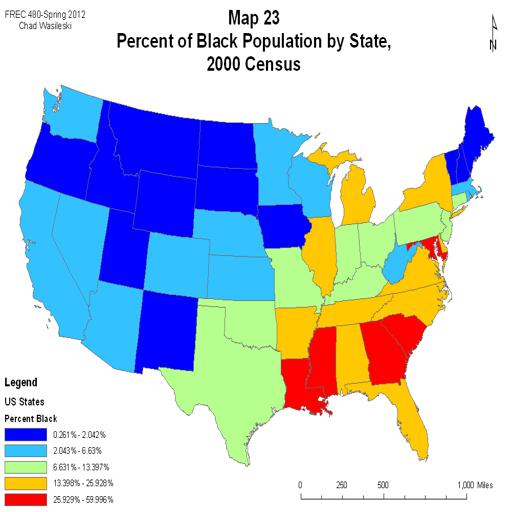 FREC 480-Spring 2012
Chad Wasileski
Map 23
Percent of Black Population by State,
2000 Census
N
Legend
US States
Percent Black
0.261% - 2.042%
2.043% - 6.63%
6.631% - 13.397%
13.398% - 25.928%
25.929% - 59.996%
0 250 500 1,000 Miles